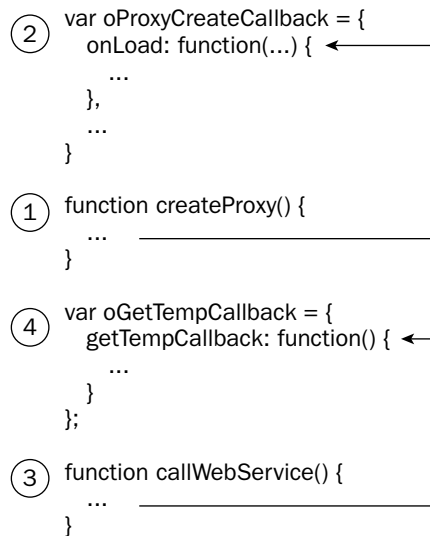 2 var oProxyCreateCallback = {
onLoad: function(...) {
...
},
...
}
1 function createProxy() {
...
}
4 var oGetTempCallback = {
getTempCallback: function() {
...
}
};
3 function callWebService() {
...
}